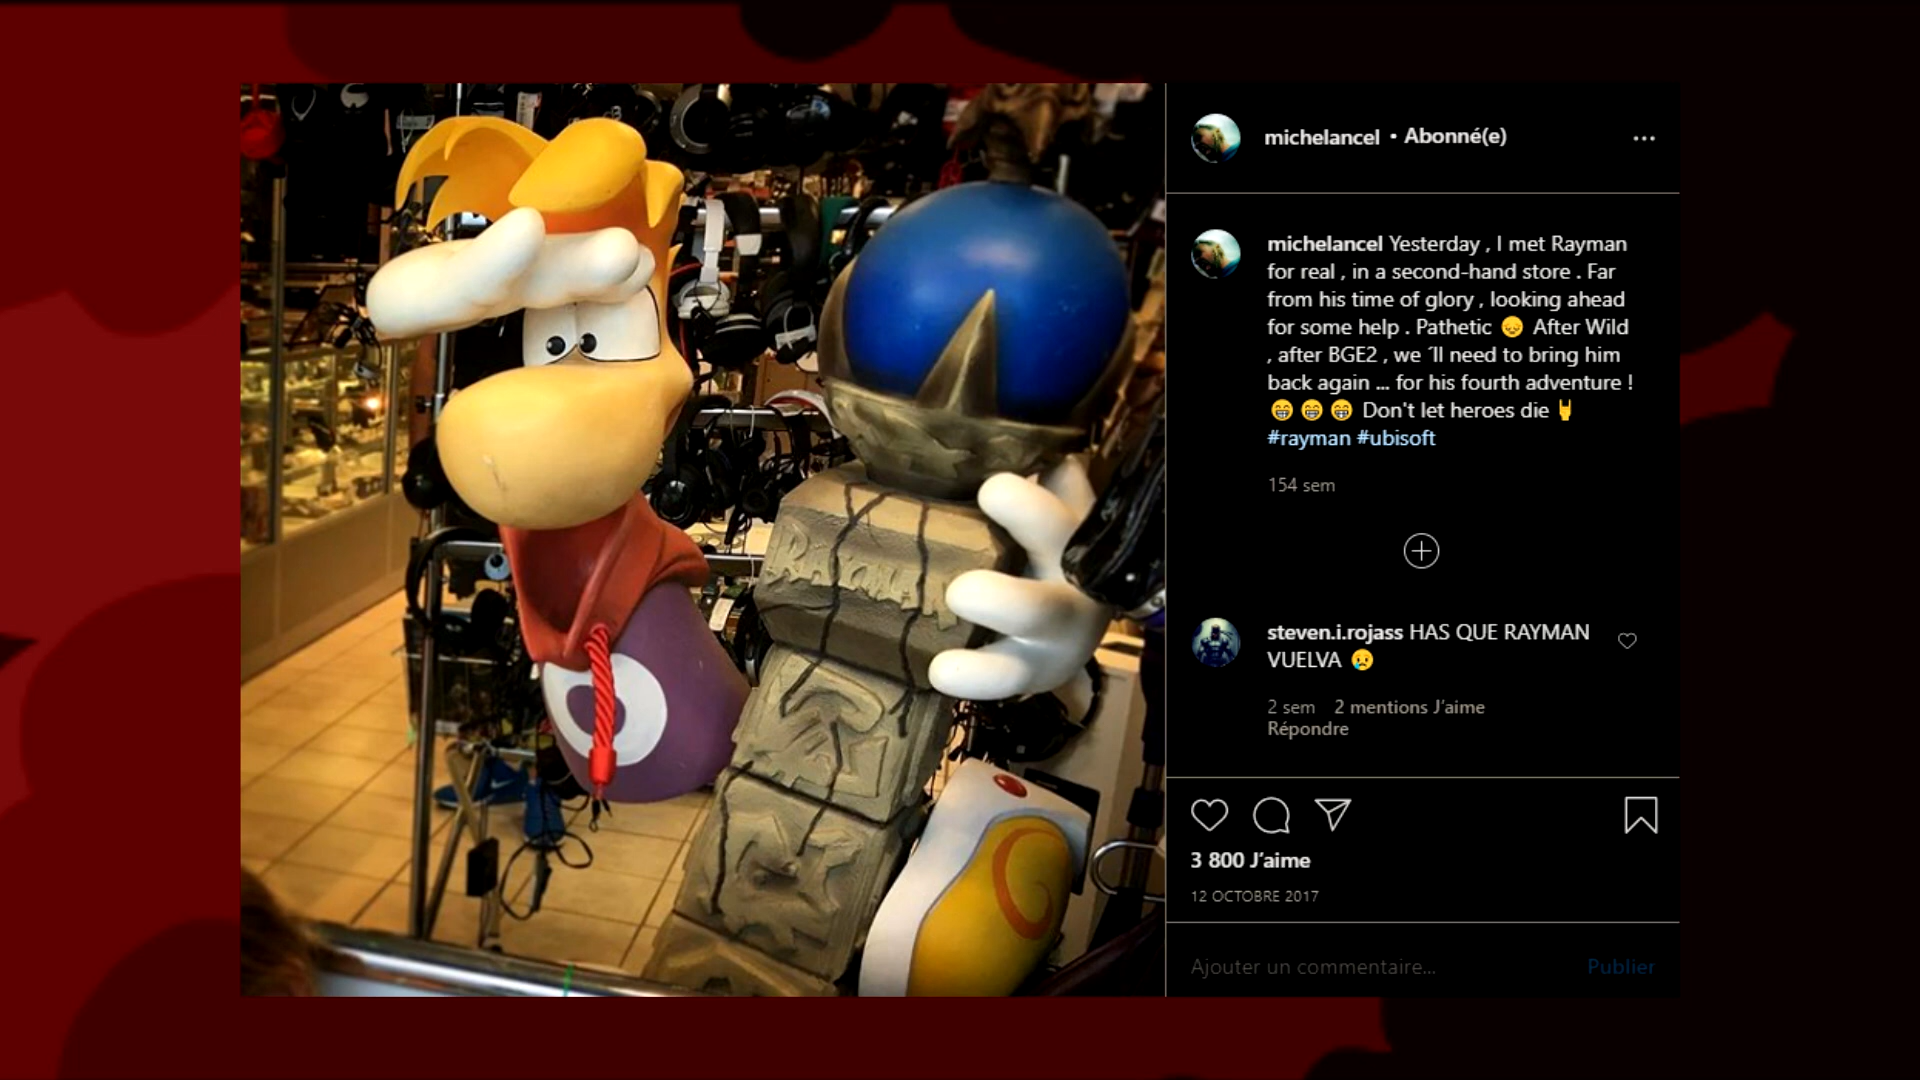 RAYMAN
michelancel • Abonné(e)
michelancel Yesterday , I met Rayman
for real , in a second-hand store . Far
from his time of glory , looking ahead
for some help . Pathetic 😞 After Wild
, after BGE2 , we ´ll need to bring him
back again ... for his fourth adventure !
😁 😁 😁 Don't let heroes die 🤘
#rayman #ubisoft
154 sem
steven.i.rojass HAS QUE RAYMAN
VUELVA 😢
2 sem 2 mentions J'aime
Répondre
3 800 J'aime
12 OCTOBRE 2017
Ajouter un commentaire... Publier